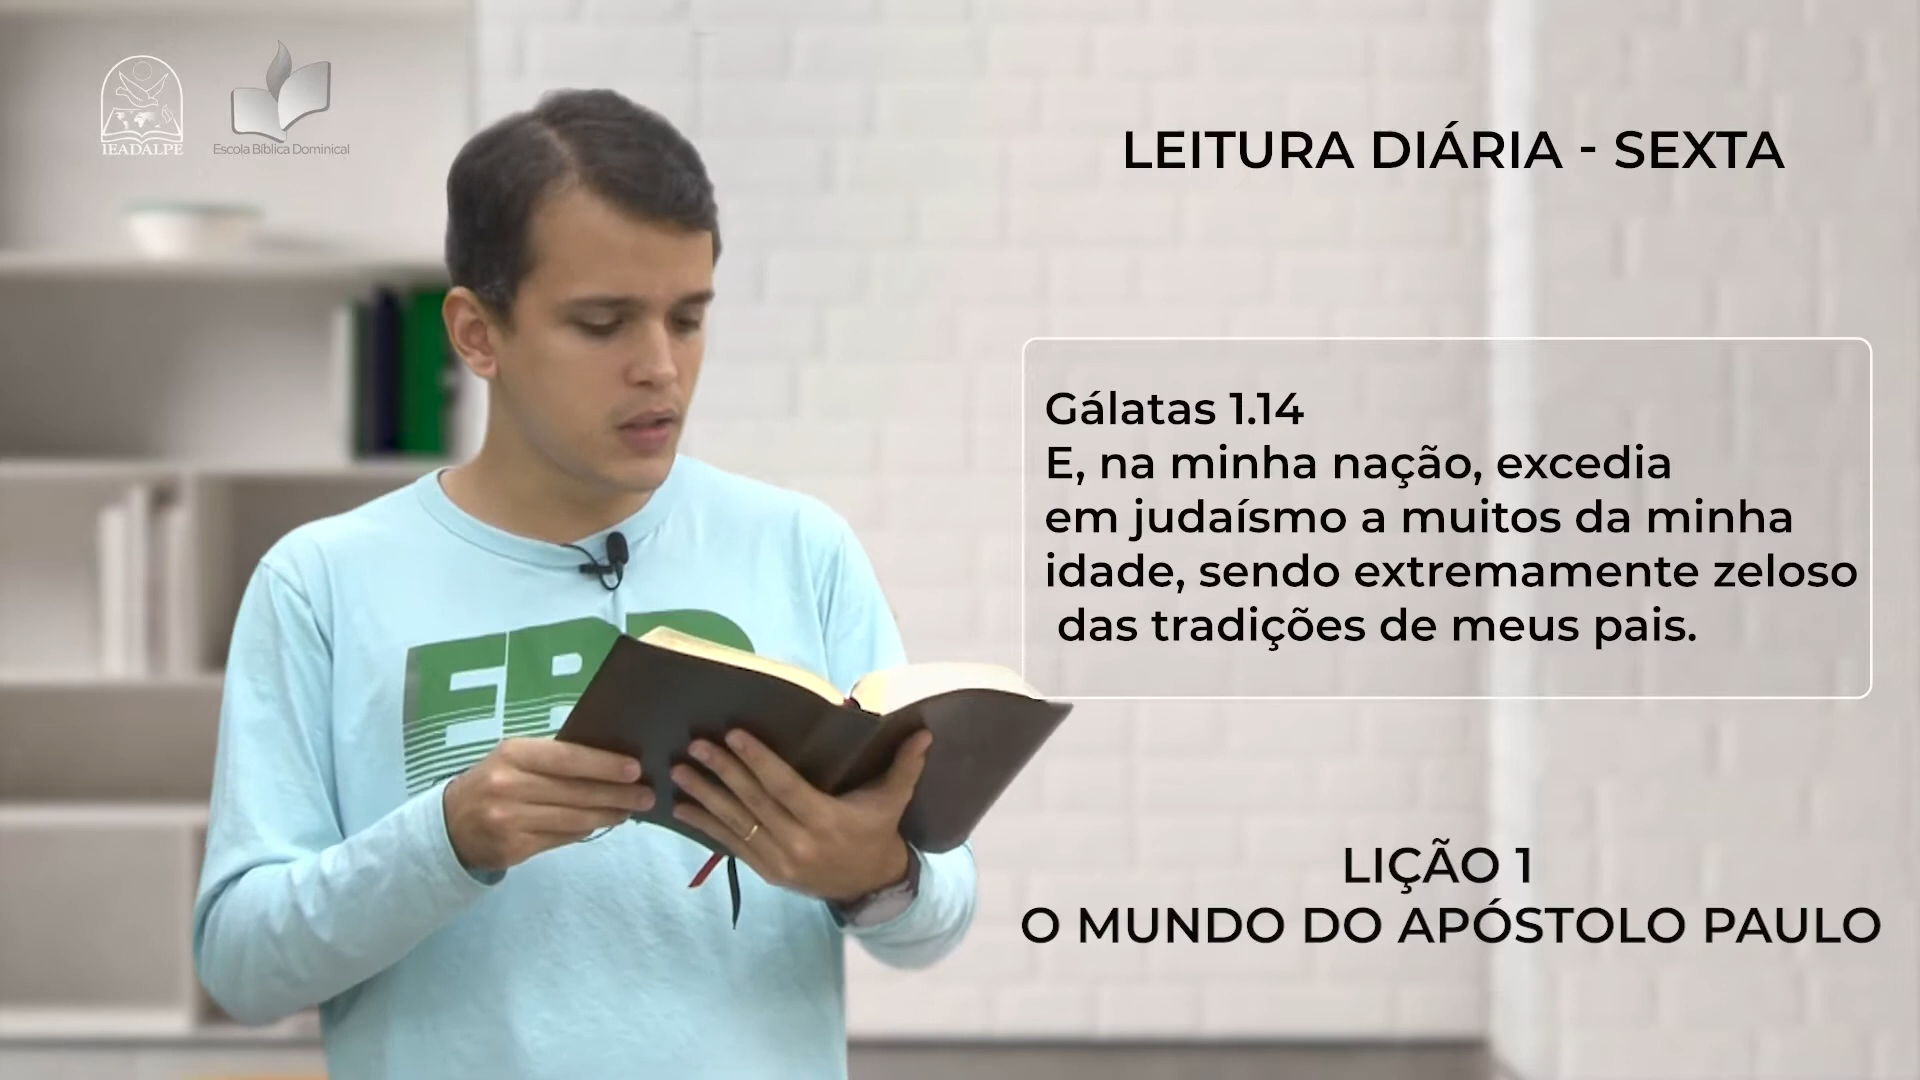 IEADALPE
Escola Bíblica Dominical
LEITURA DIÁRIA - SEXTA
Gálatas 1.14
E, na minha nação, excedia
em judaísmo a muitos da minha
idade, sendo extremamente zeloso
das tradições de meus pais.
EBD
LIÇÃO 1
O MUNDO DO APÓSTOLO PAULO